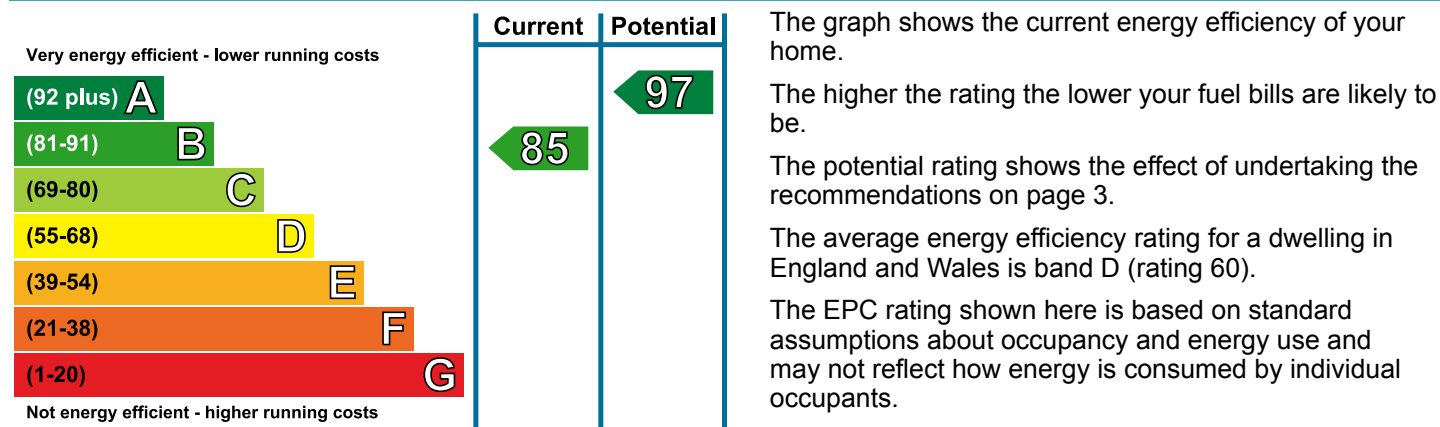 Current Potential
Very energy efficient - lower running costs
(92 plus) A
97
(81-91) B
85
(69-80) C
(55-68) D
(39-54) E
(21-38) F
(1-20) G
Not energy efficient - higher running costs
The graph shows the current energy efficiency of your
home.
The higher the rating the lower your fuel bills are likely to
be.
The potential rating shows the effect of undertaking the
recommendations on page 3.
The average energy efficiency rating for a dwelling in
England and Wales is band D (rating 60).
The EPC rating shown here is based on standard
assumptions about occupancy and energy use and
may not reflect how energy is consumed by individual
occupants.